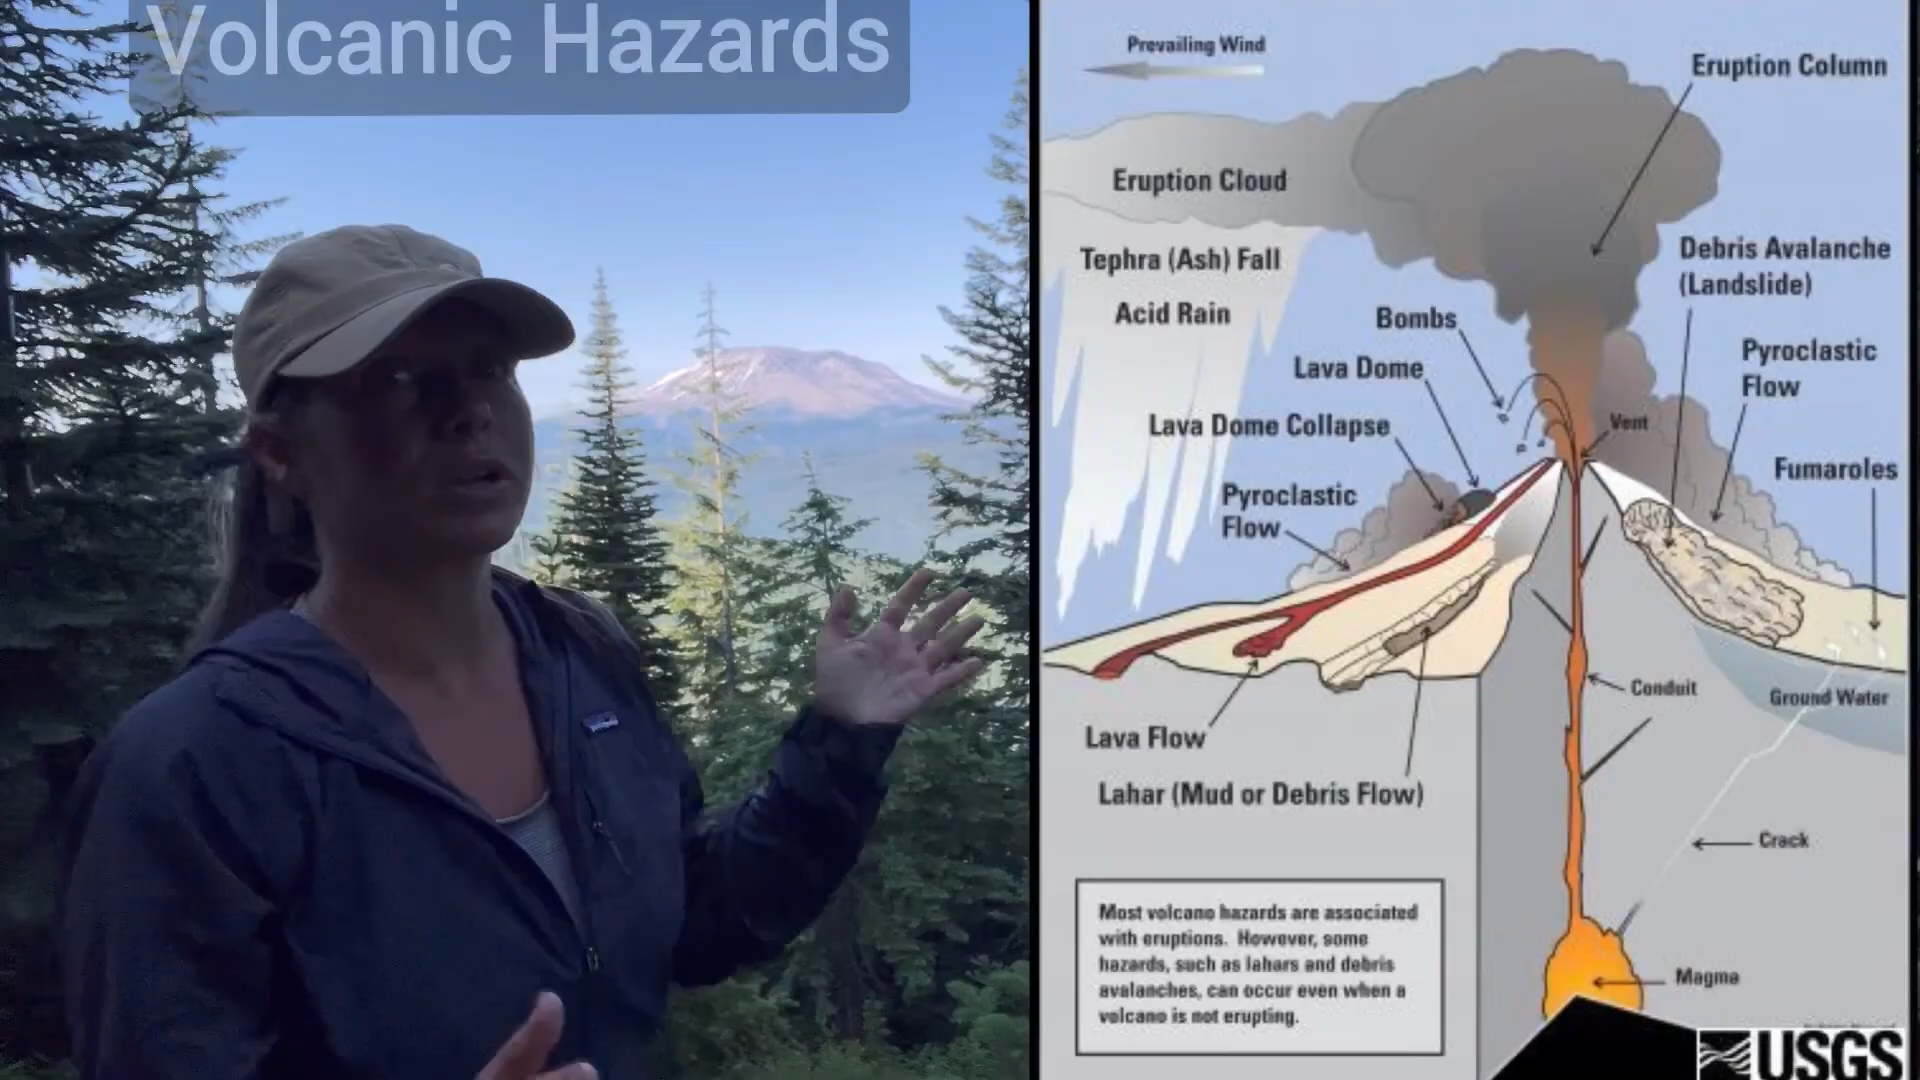 Volcanic Hazards
Prevailing Wind
Eruption Column
Eruption Cloud
Tephra (Ash) Fall
Debris Avalanche
(Landslide)
Acid Rain
Bombs
Pyroclastic
Flow
Lava Dome
Lava Dome Collapse
Vent
Fumaroles
Pyroclastic
Flow
Conduit
Ground Water
Lava Flow
Lahar (Mud or Debris Flow)
Crack
Most volcano hazards are associated
with eruptions. However, some
hazards, such as lahars and debris
avalanches, can occur even when a
volcano is not erupting.
Magma
USGS